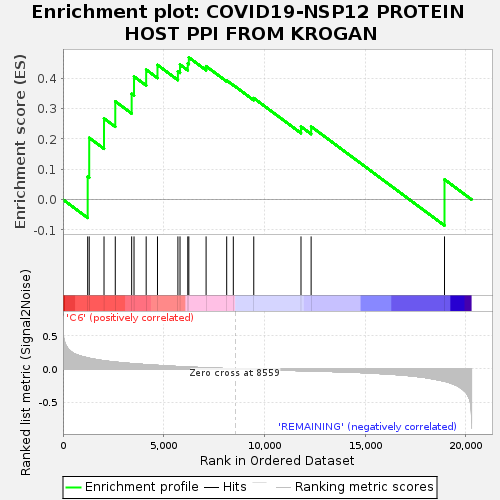 Enrichment plot: COVID19-NSP12 PROTEIN
HOST PPI FROM KROGAN
Enrichment score (ES)
0.4
0.3
0.2
0.1
0.0
-0.1
'C6' (positively correlated)
Ranked list metric (Signal2Noise)
0.5
0.0
-0.5
Zero cross at 8559
'REMAINING' (negatively correlated)
0
5,000
10,000
15,000
20,000
Rank in Ordered Dataset
Enrichment profile
Hits
Ranking metric scores